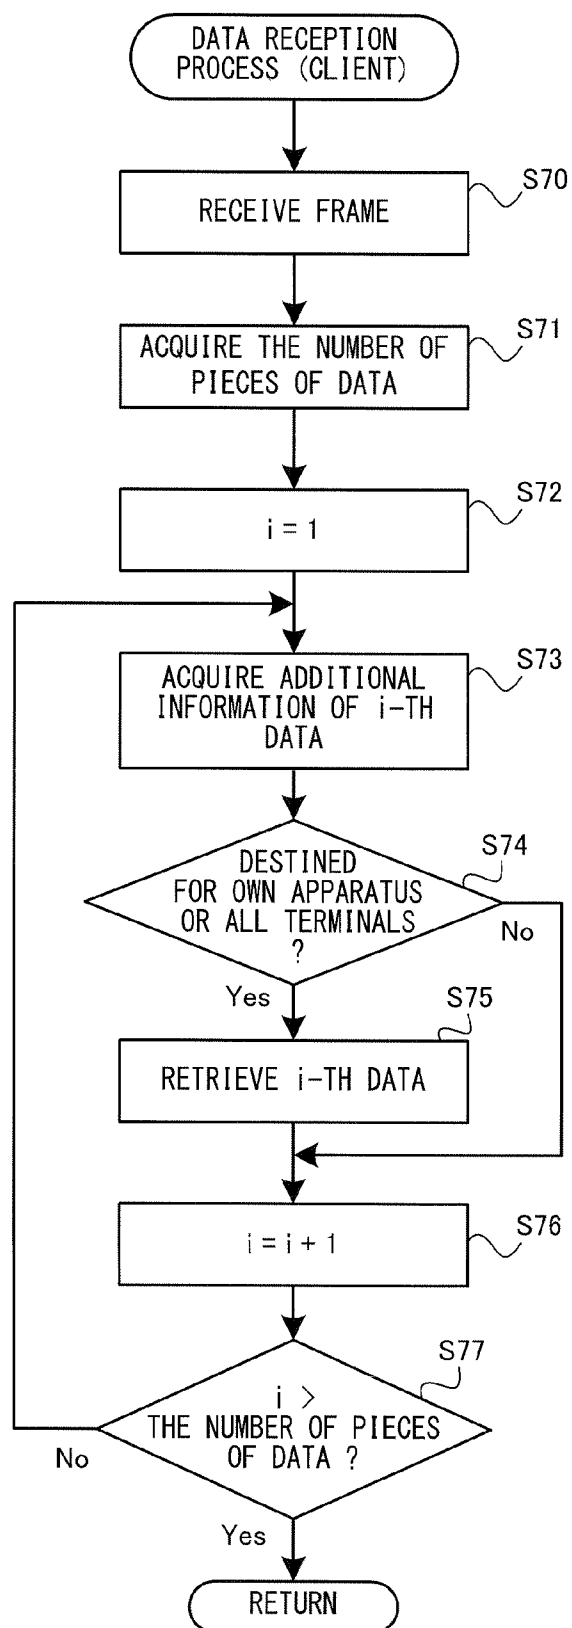 DATA RECEPTION
PROCESS (CLIENT)
S70
RECEIVE FRAME
S71
ACQUIRE THE NUMBER OF
PIECES OF DATA
S72
i = 1
S73
ACQUIRE ADDITIONAL
INFORMATION OF i-TH
DATA
S74
DESTINED
FOR OWN APPARATUS
OR ALL TERMINALS
?
No
Yes
S75
RETRIEVE i-TH DATA
S76
i = i + 1
S77
i >
THE NUMBER OF PIECES
OF DATA ?
No
Yes
RETURN